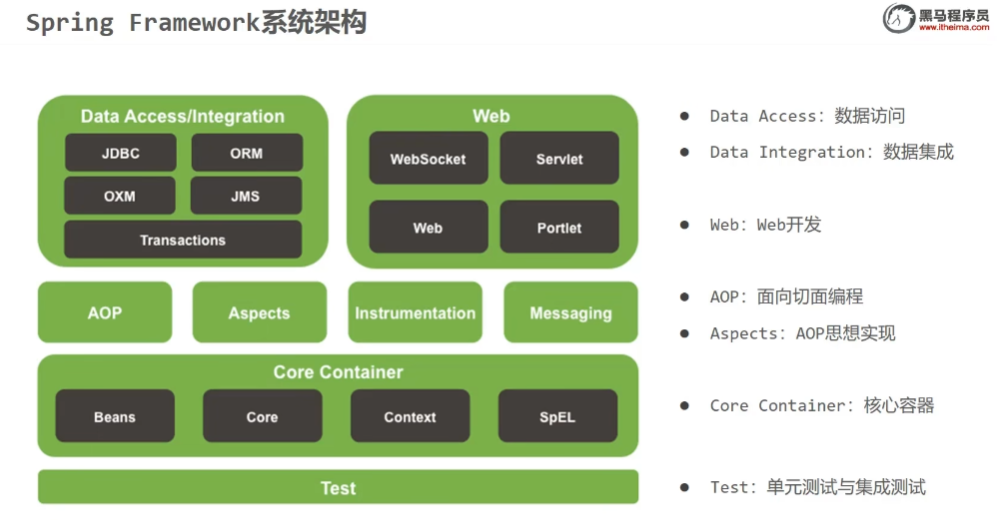 Spring Framework系统架构
黑马程序员
www.itheima.com
Data Access/Integration
JDBC
ORM
OXM
JMS
Transactions
Web
WebSocket
Servlet
Web
Portlet
AOP
Aspects
Instrumentation
Messaging
Core Container
Beans
Core
Context
SpEL
Test
● Data Access：数据访问
● Data Integration：数据集成
● Web：Web开发
● AOP：面向切面编程
● Aspects：AOP思想实现
● Core Container：核心容器
● Test：单元测试与集成测试